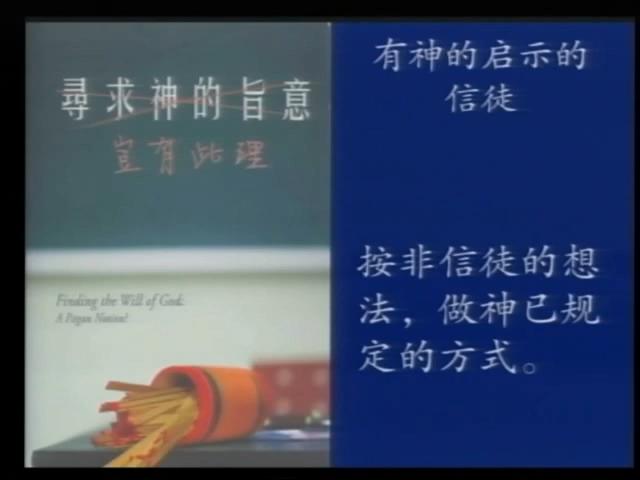 尋求神的旨意
豈有此理
Finding the Will of God:
A Pagan Notion?
有神的启示的
信徒
按非信徒的想
法，做神已规
定的方式。